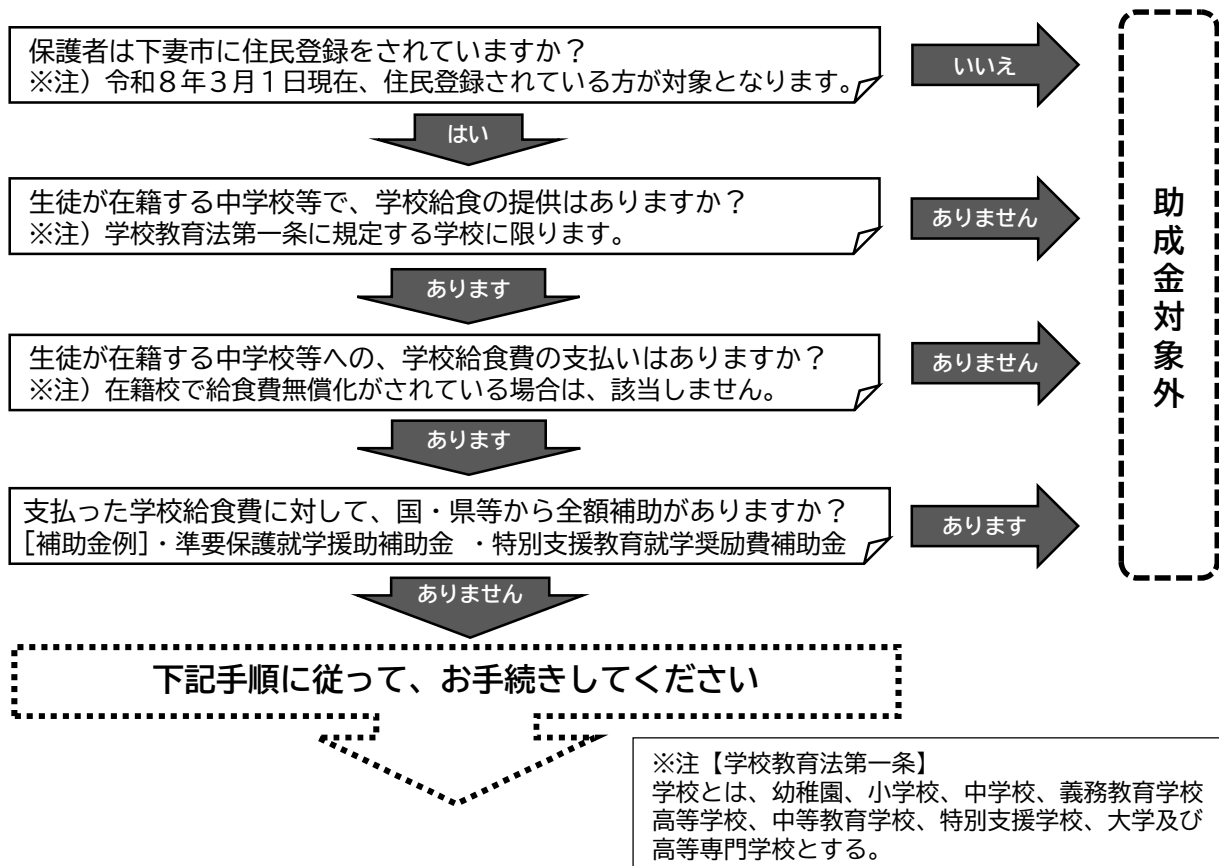 保護者は下妻市に住民登録をされていますか？
※注）令和８年３月１日現在、住民登録されている方が対象となります。
いいえ
はい
生徒が在籍する中学校等で、学校給食の提供はありますか？
※注）学校教育法第一条に規定する学校に限ります。
ありません
あります
生徒が在籍する中学校等への、学校給食費の支払いはありますか？
※注）在籍校で給食費無償化がされている場合は、該当しません。
ありません
あります
支払った学校給食費に対して、国・県等から全額補助がありますか？
[補助金例]・準要保護就学援助補助金 ・特別支援教育就学奨励費補助金
あります
ありません
助成金対象外
下記手順に従って、お手続きしてください
※注【学校教育法第一条】
学校とは、幼稚園、小学校、中学校、義務教育学校
高等学校、中等教育学校、特別支援学校、大学及び
高等専門学校とする。